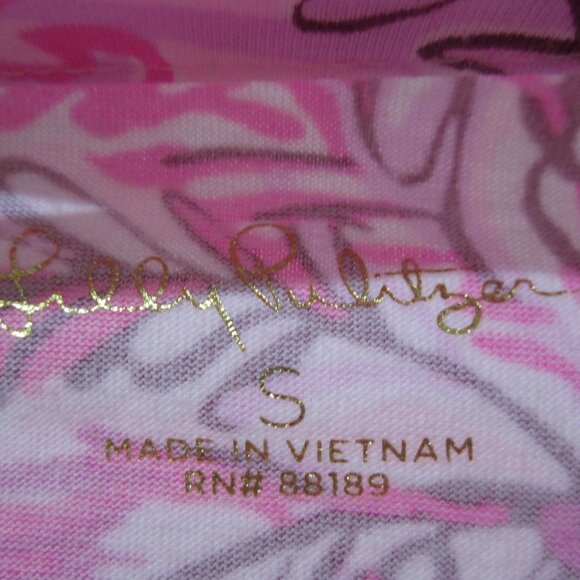 Lilly Pulitzer
S
MADE IN VIETNAM
RN# 88189